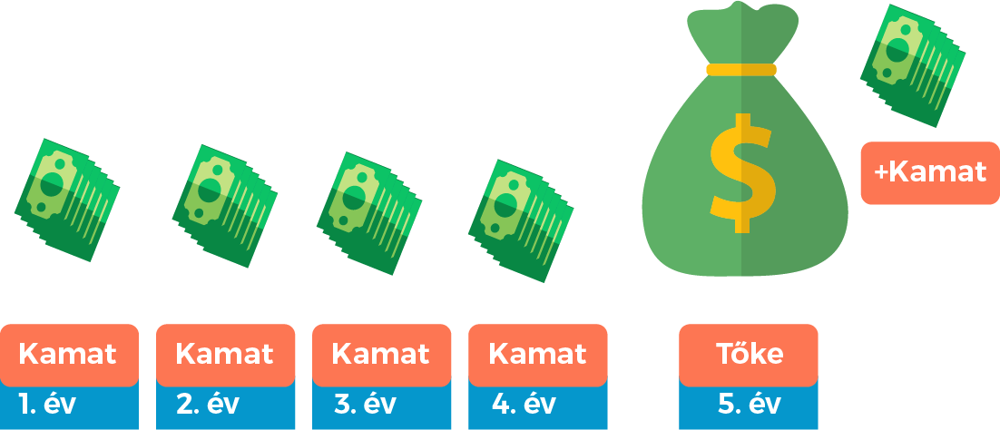 $
+Kamat
Kamat
1. év
Kamat
2. év
Kamat
3. év
Kamat
4. év
Tőke
5. év